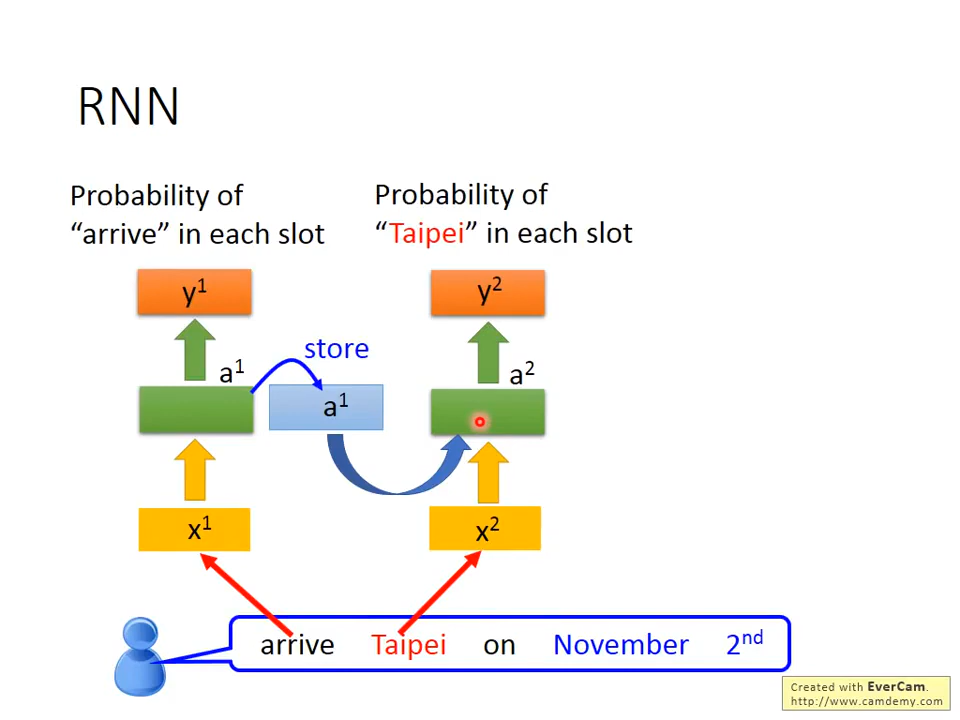 RNN
Probability of
“arrive” in each slot
Probability of
“Taipei” in each slot
y¹
y²
store
a¹
a²
a¹
x¹
x²
arrive Taipei on November 2ⁿᵈ
Created with EverCam.
http://www.camdemy.com